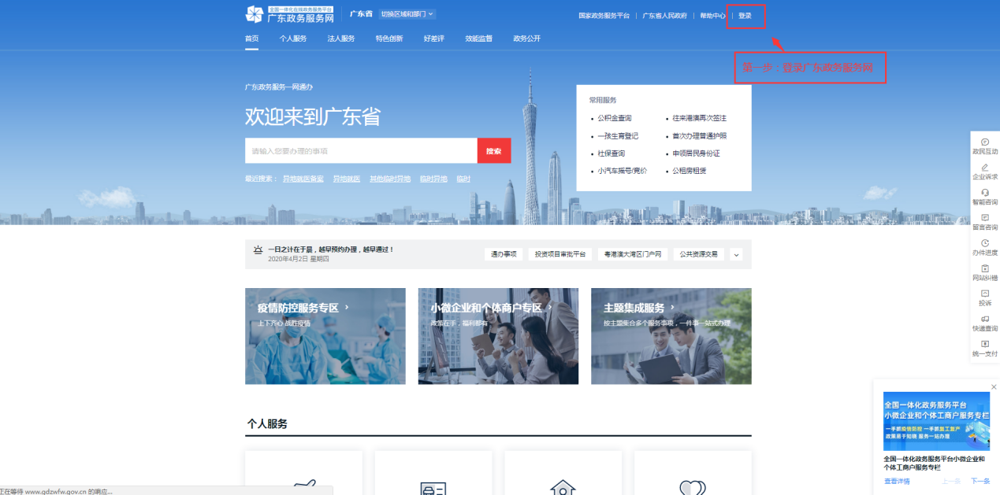 全国一体化在线政务服务平台
广东政务服务网
广东省
切换区域和部门
国家政务服务平台
广东省人民政府
帮助中心
登录
首页
个人服务
法人服务
特色创新
好差评
效能监督
政务公开
第一步：登录广东政务服务网
广东政务服务一网通办
欢迎来到广东省
请输入您要办理的事项
搜索
最近搜索：
异地就医备案
异地就医
其他临时异地
临时异地
临时
常用服务
公积金查询
往来港澳再次签注
一孩生育登记
首次办理普通护照
社保查询
申领居民身份证
小汽车摇号/竞价
公租房租赁
政民互动
企业诉求
智能咨询
留言咨询
办件进度
网站纠错
投诉
快递查询
统一支付
一日之计在于晨，越早预约办理，越早通过！
2020年4月2日 星期四
通办事项
投资项目审批平台
粤港澳大湾区门户网
公共资源交易
疫情防控服务专区
上下齐心 战胜疫情
小微企业和个体商户专区
政策在手，福利都有
主题集成服务
按主题集合多个服务事项，一件事一站式办理
个人服务
全国一体化政务服务平台
小微企业和个体工商户服务专栏
一手抓疫情防控 一手抓复工复产
政策易于知晓 服务一站办理
全国一体化政务服务平台小微企业和
个体工商户服务专栏
查看详情
上一条
下一条
正在等待 www.gdzwfw.gov.cn 的响应...